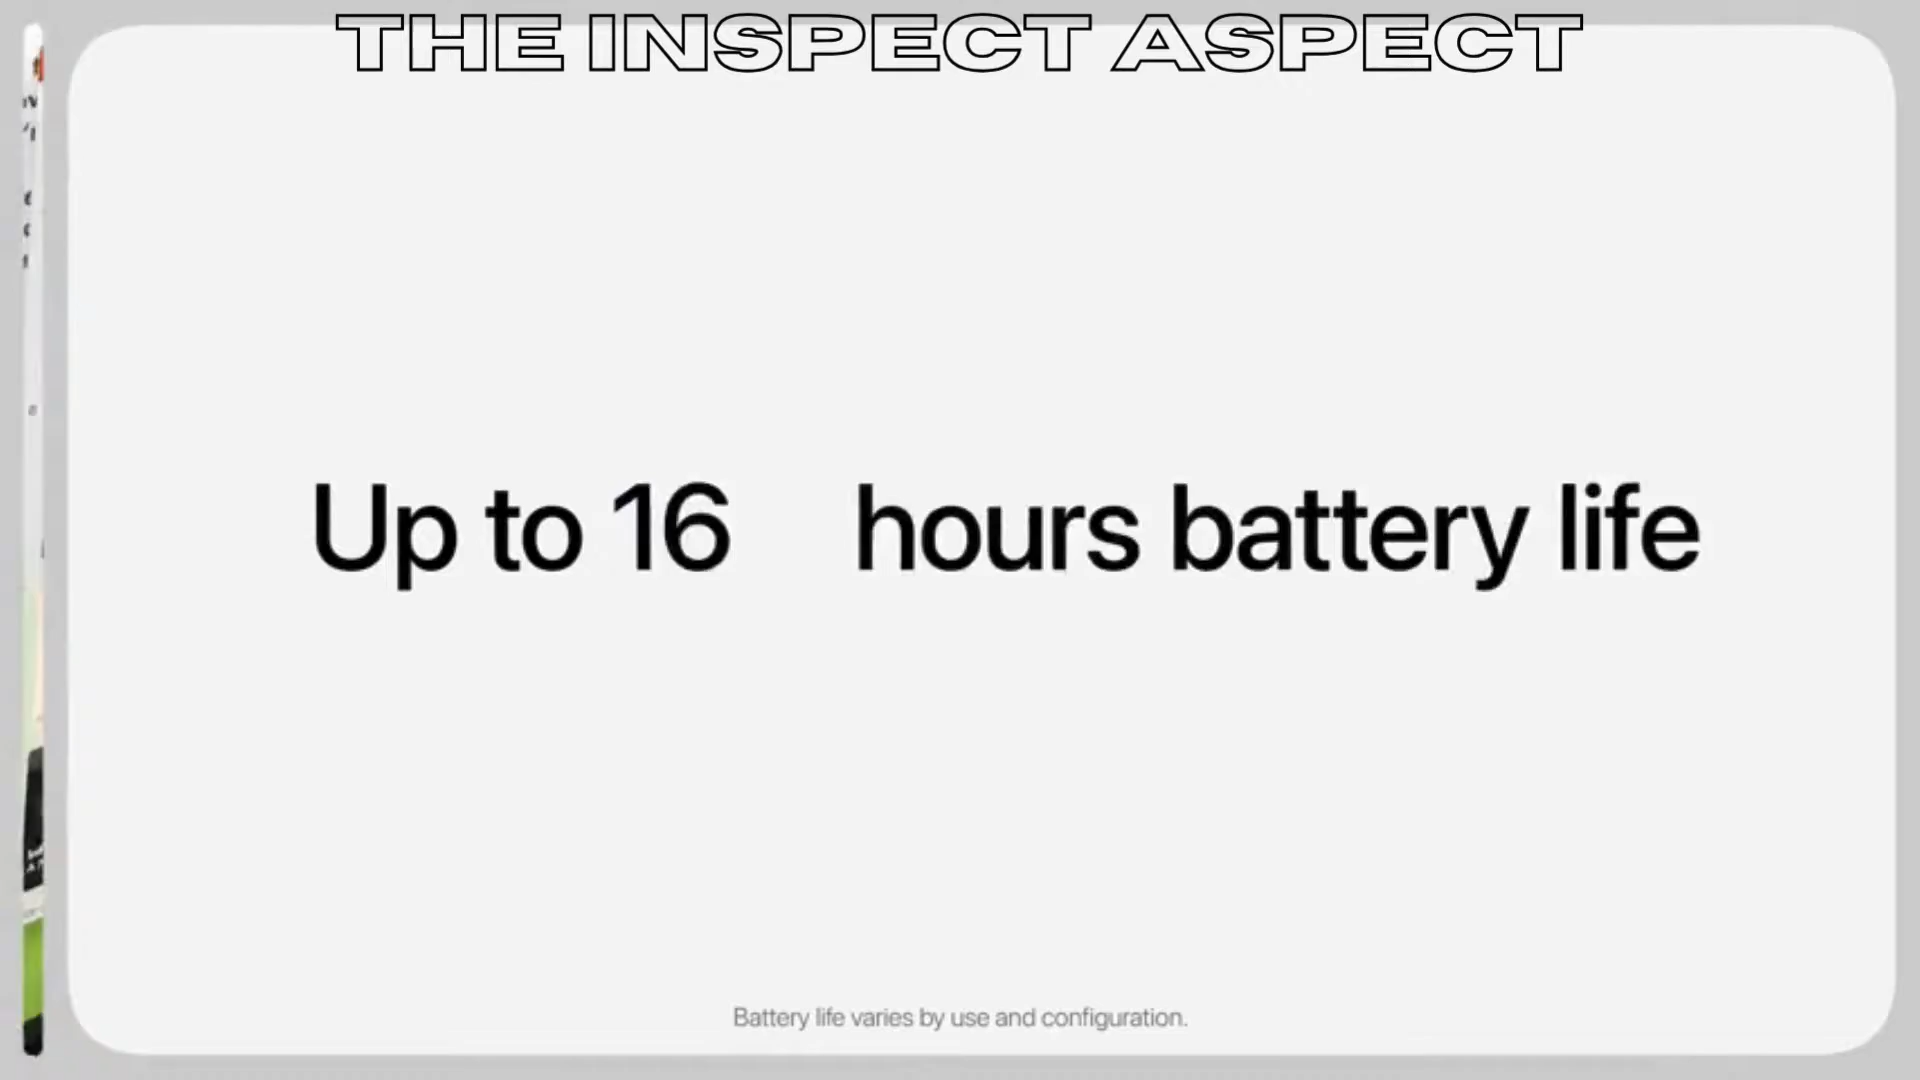 THE INSPECT ASPECT
Up to 16 hours battery life
Battery life varies by use and configuration.